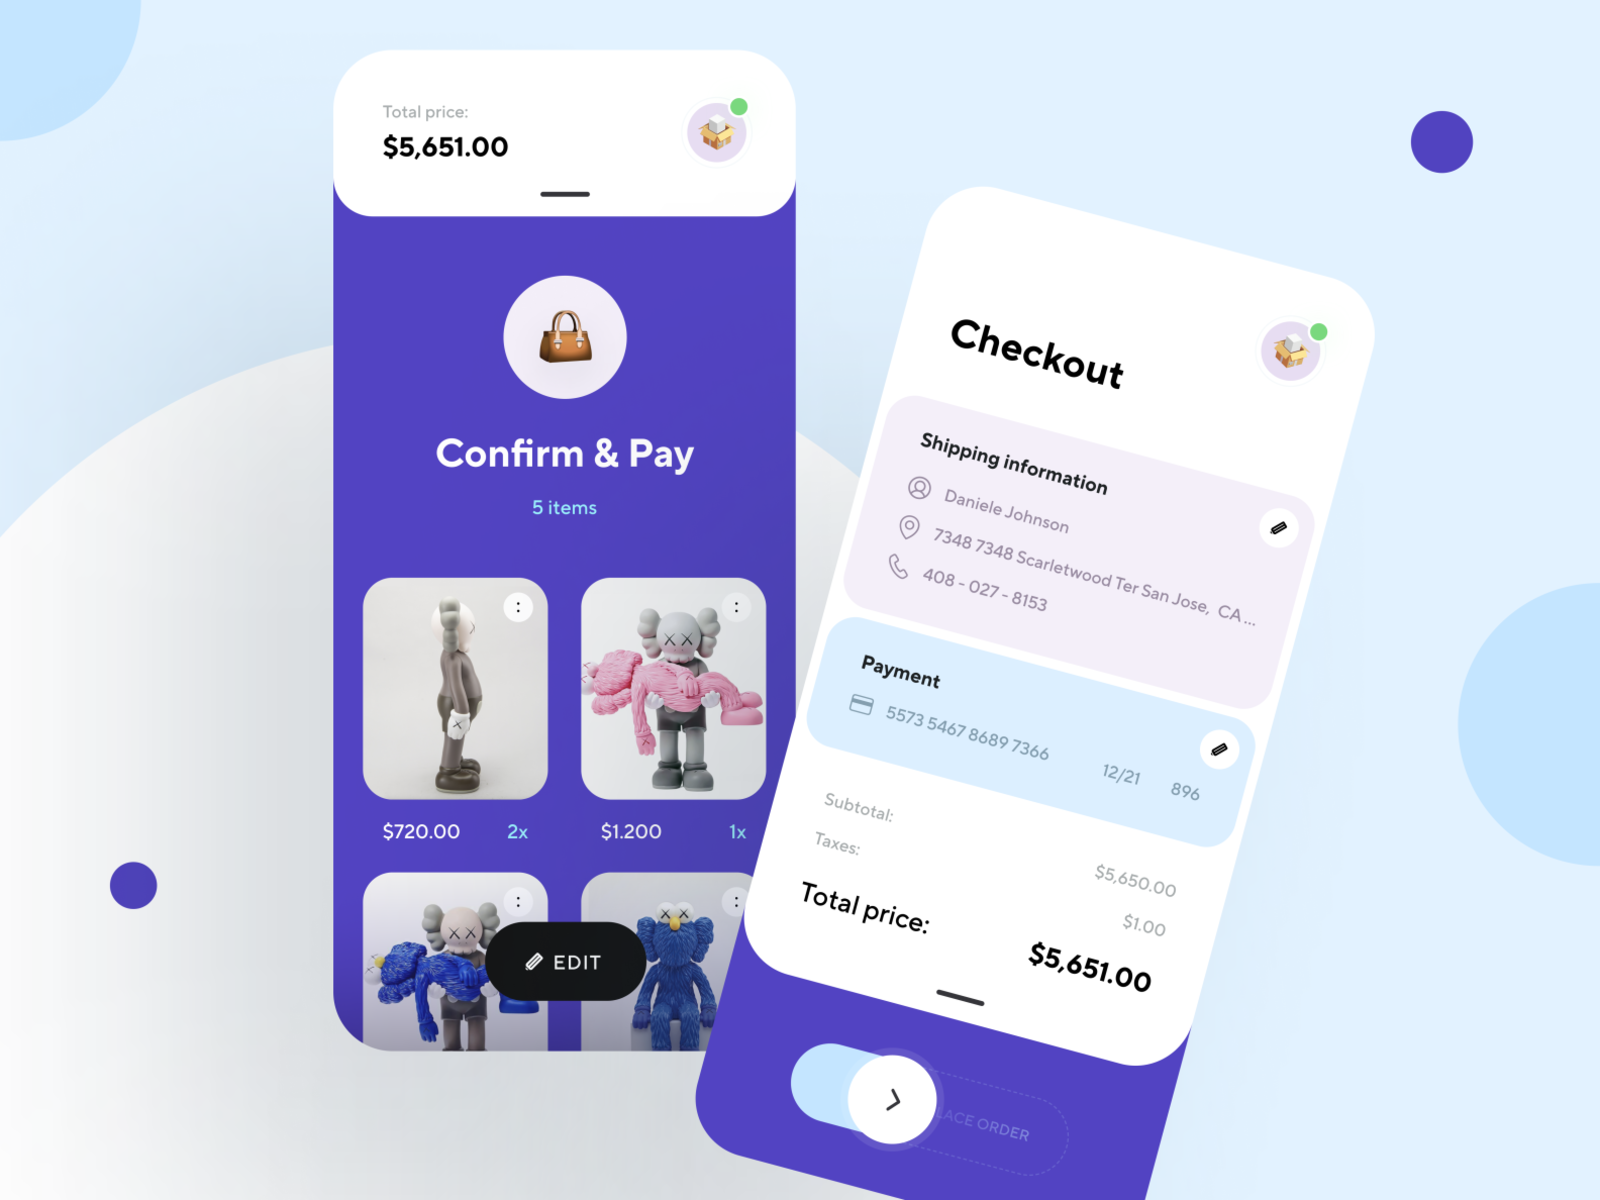 Total price:
$5,651.00
Confirm & Pay
5 items
$720.00 2x
$1.200 1x
EDIT
Checkout
Shipping information
Daniele Johnson
7348 7348 Scarletwood Ter San Jose, CA ...
408 - 027 - 8153
Payment
5573 5467 8689 7366 12/21 896
Subtotal: $5,650.00
Taxes: $1.00
Total price: $5,651.00
ORDER